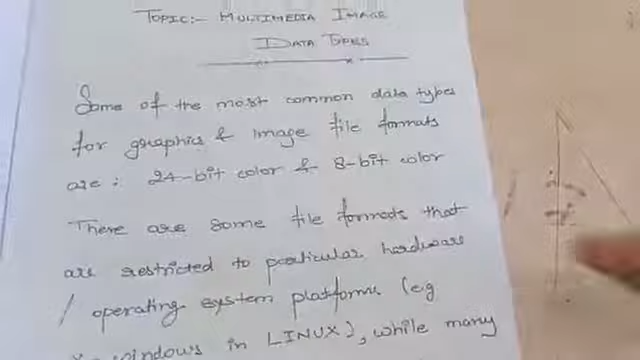 TOPIC:- MULTIMEDIA IMAGE
DATA TYPES
Some of the most common data types
for graphics & image file formats
are: 24-bit color & 8-bit color
There are some file formats that
are restricted to particular hardware
/ operating system platforms (e.g
windows in LINUX), while many